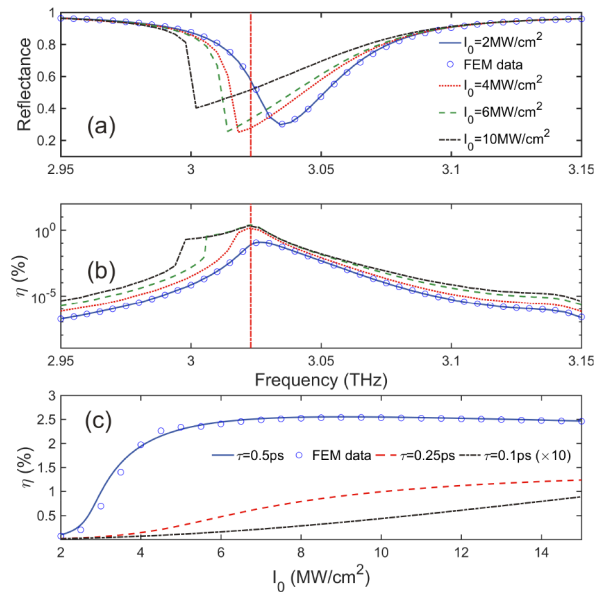 1
0.8
0.6
0.4
0.2
Reflectance
(a)
I0=2MW/cm2
FEM data
I0=4MW/cm2
I0=6MW/cm2
I0=10MW/cm2
2.95
3
3.05
3.1
3.15
10^0
10^-5
η (%)
(b)
2.95
3
3.05
3.1
3.15
Frequency (THz)
3
2.5
2
1.5
1
0.5
η (%)
(c)
τ=0.5ps
FEM data
τ=0.25ps
τ=0.1ps (×10)
2
4
6
8
10
12
14
I0 (MW/cm2)